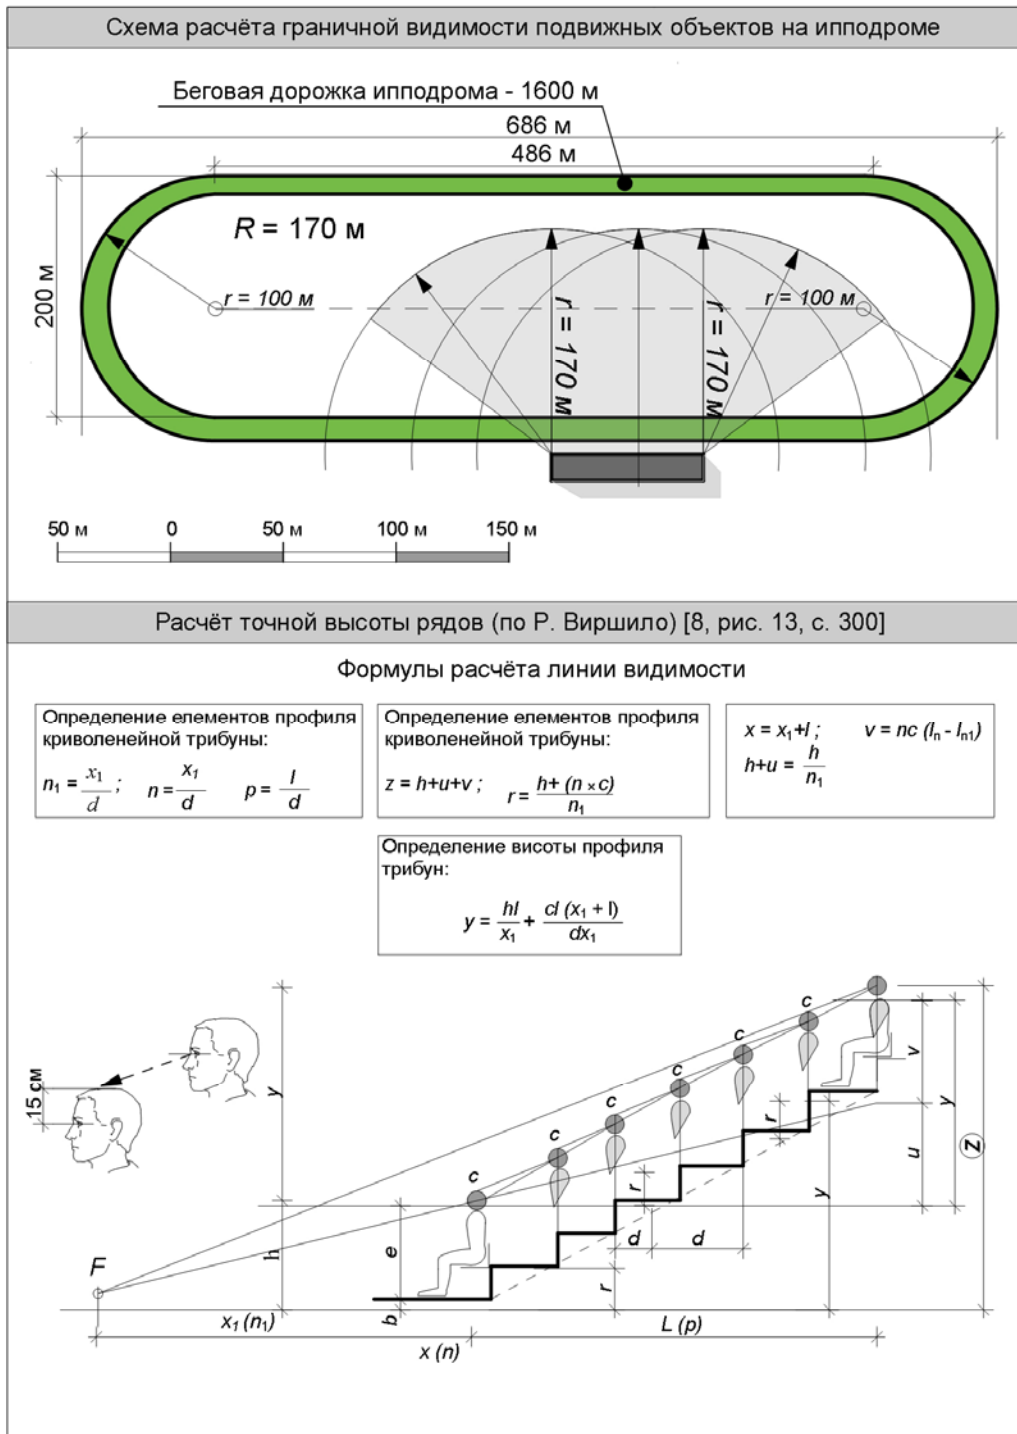 Схема расчёта граничной видимости подвижных объектов на ипподроме
Беговая дорожка ипподрома - 1600 м
686 м
486 м
200 м
R = 170 м
r = 100 м
r = 170 м
r = 170 м
r = 100 м
50 м 0 50 м 100 м 150 м
Расчёт точной высоты рядов (по Р. Виршило) [8, рис. 13, с. 300]
Формулы расчёта линии видимости
Определение елементов профиля
криволенейной трибуны:
n₁ = x₁/d ; n = x₁/d p = l/d
Определение елементов профиля
криволенейной трибуны:
z = h+u+v ; r = h+ (n × c)/n₁
x = x₁+l ; v = nc (lₙ - lₙ₁)
h+u = h/n₁
Определение висоты профиля
трибун:
y = hl/x₁ + cl (x₁ + l)/dx₁
15 см
y
h
F
c
c
c
c
c
c
e
b
r
r
r
d
d
y
v
u
y
Z
x₁ (n₁)
x (n)
L (p)